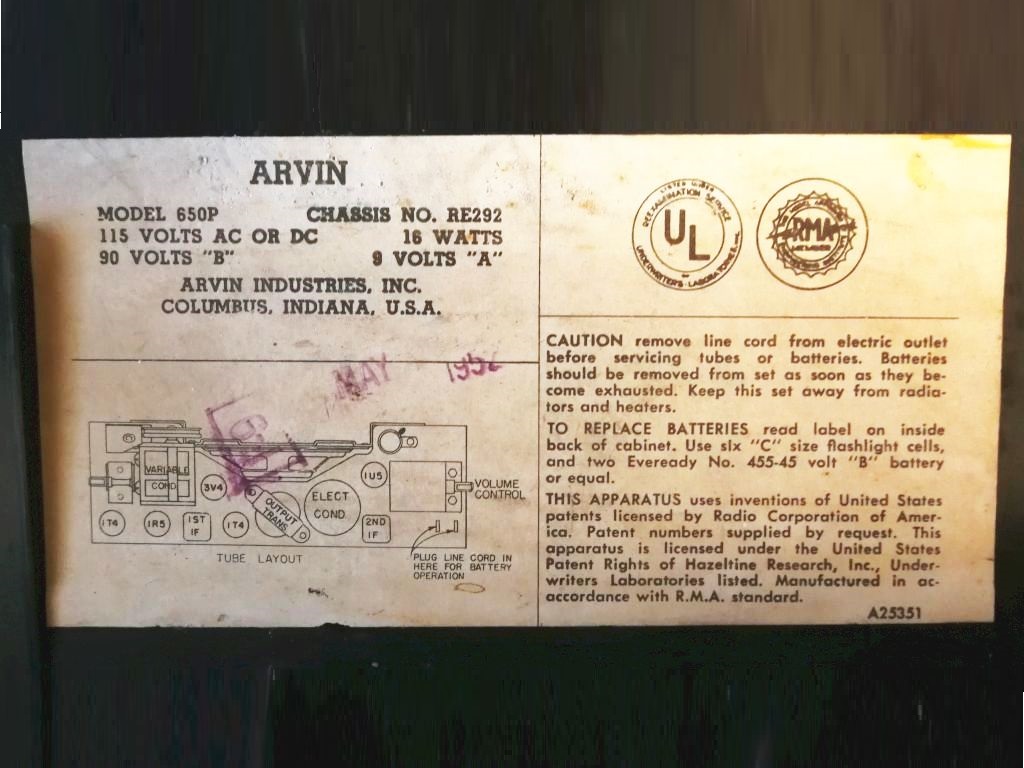 ARVIN
MODEL 650P CHASSIS NO. RE292
115 VOLTS AC OR DC 16 WATTS
90 VOLTS "B" 9 VOLTS "A"
ARVIN INDUSTRIES, INC.
COLUMBUS, INDIANA, U.S.A.
MAY 1952
VARIABLE
COND
3V4
1U5
ELECT
COND.
OUTPUT
TRANS.
VOLUME
CONTROL
1T4
1R5
1ST
IF
1T4
2ND
IF
TUBE LAYOUT
PLUG LINE CORD IN
HERE FOR BATTERY
OPERATION
LISTED UNDER
REEXAMINATION SERVICE
UL
UNDERWRITERS LABORATORIES, INC.
RMA
CAUTION remove line cord from electric outlet
before servicing tubes or batteries. Batteries
should be removed from set as soon as they be-
come exhausted. Keep this set away from radia-
tors and heaters.
TO REPLACE BATTERIES read label on inside
back of cabinet. Use six "C" size flashlight cells,
and two Eveready No. 455-45 volt "B" battery
or equal.
THIS APPARATUS uses inventions of United States
patents licensed by Radio Corporation of Amer-
ica. Patent numbers supplied by request. This
apparatus is licensed under the United States
Patent Rights of Hazeltine Research, Inc., Under-
writers Laboratories listed. Manufactured in ac-
accordance with R.M.A. standard.
A25351